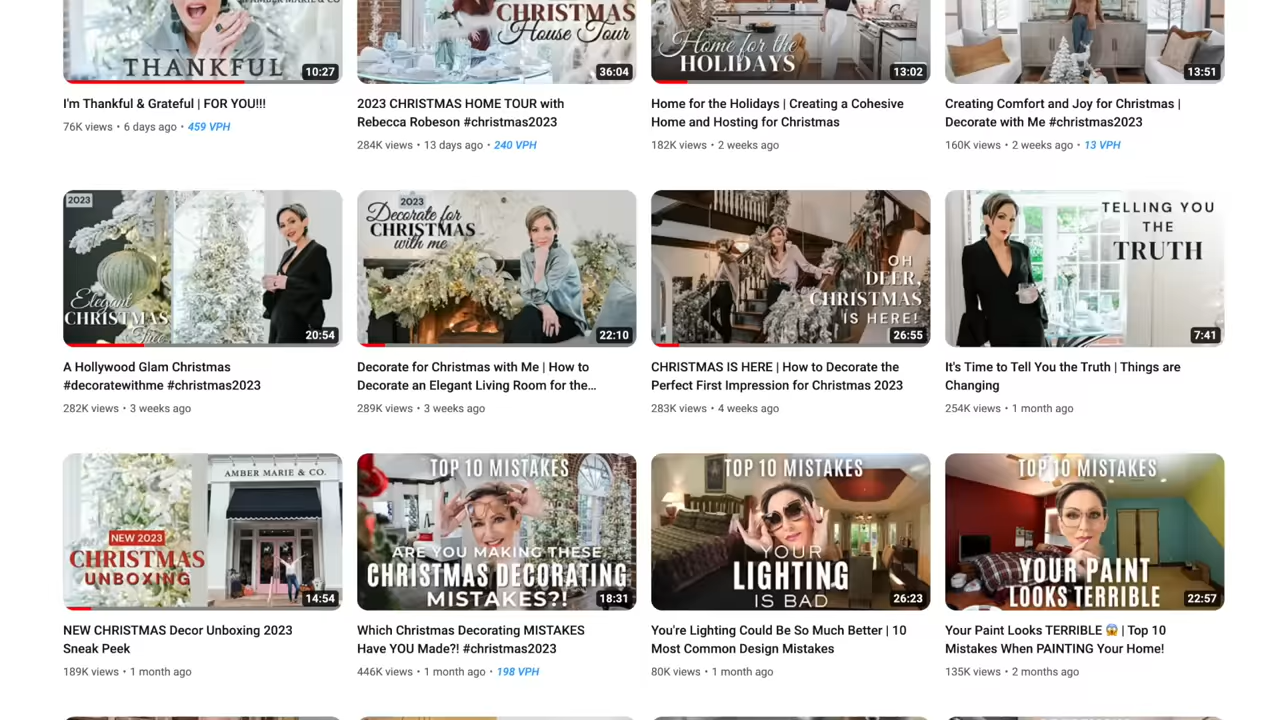 AMBER MARIE & CO
THANKFUL
10:27
CHRISTMAS
House Tour
36:04
Home for the
HOLIDAYS
13:02
13:51
I'm Thankful & Grateful | FOR YOU!!!
76K views • 6 days ago • 459 VPH
2023 CHRISTMAS HOME TOUR with
Rebecca Robeson #christmas2023
284K views • 13 days ago • 240 VPH
Home for the Holidays | Creating a Cohesive
Home and Hosting for Christmas
182K views • 2 weeks ago
Creating Comfort and Joy for Christmas |
Decorate with Me #christmas2023
160K views • 2 weeks ago • 13 VPH
2023
Elegant
CHRISTMAS
Tree
20:54
2023
Decorate for
CHRISTMAS
with me
22:10
OH
DEER,
CHRISTMAS
IS HERE!
26:55
TELLING YOU
THE
TRUTH
7:41
A Hollywood Glam Christmas
#decoratewithme #christmas2023
282K views • 3 weeks ago
Decorate for Christmas with Me | How to
Decorate an Elegant Living Room for the...
289K views • 3 weeks ago
CHRISTMAS IS HERE | How to Decorate the
Perfect First Impression for Christmas 2023
283K views • 4 weeks ago
It's Time to Tell You the Truth | Things are
Changing
254K views • 1 month ago
AMBER MARIE & CO.
NEW 2023
CHRISTMAS
UNBOXING
14:54
TOP 10 MISTAKES
ARE YOU MAKING THESE
CHRISTMAS DECORATING
MISTAKES?!
18:31
TOP 10 MISTAKES
YOUR
LIGHTING
IS BAD
26:23
TOP 10 MISTAKES
YOUR PAINT
LOOKS TERRIBLE
22:57
NEW CHRISTMAS Decor Unboxing 2023
Sneak Peek
189K views • 1 month ago
Which Christmas Decorating MISTAKES
Have YOU Made?! #christmas2023
446K views • 1 month ago • 198 VPH
You're Lighting Could Be So Much Better | 10
Most Common Design Mistakes
80K views • 1 month ago
Your Paint Looks TERRIBLE 😱 | Top 10
Mistakes When PAINTING Your Home!
135K views • 2 months ago